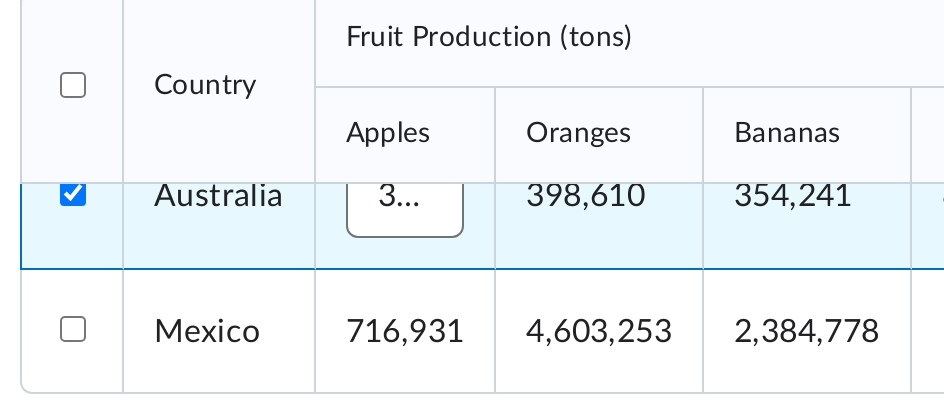 Fruit Production (tons)
Country
Apples Oranges Bananas
Australia 3... 398,610 354,241
Mexico 716,931 4,603,253 2,384,778